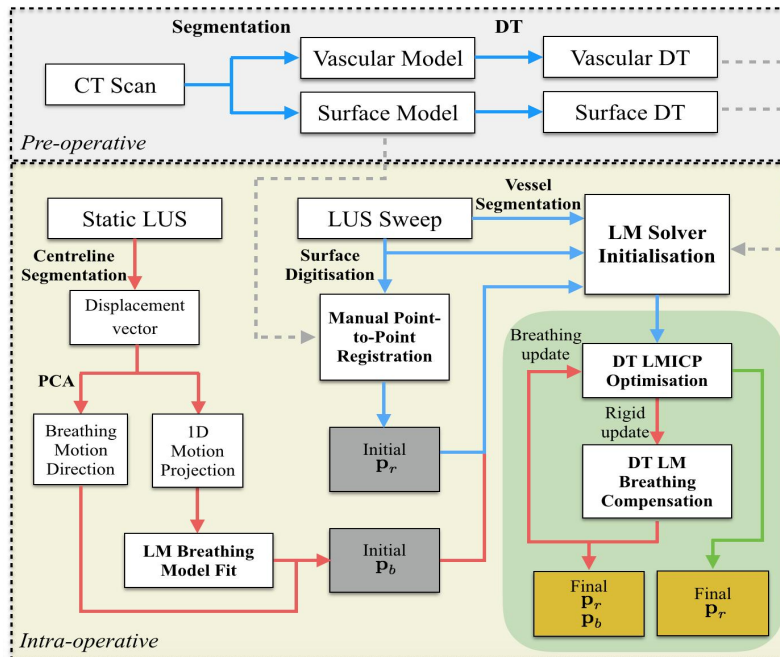 Segmentation
DT
CT Scan
Vascular Model
Vascular DT
Surface Model
Surface DT
Pre-operative
Static LUS
LUS Sweep
Vessel
Segmentation
LM Solver
Initialisation
Centreline
Segmentation
Surface
Digitisation
Displacement
vector
Manual Point-
to-Point
Registration
Breathing
update
DT LMICP
Optimisation
PCA
Rigid
update
Breathing
Motion
Direction
1D
Motion
Projection
Initial
p_r
DT LM
Breathing
Compensation
LM Breathing
Model Fit
Initial
p_b
Final
p_r
p_b
Final
p_r
Intra-operative